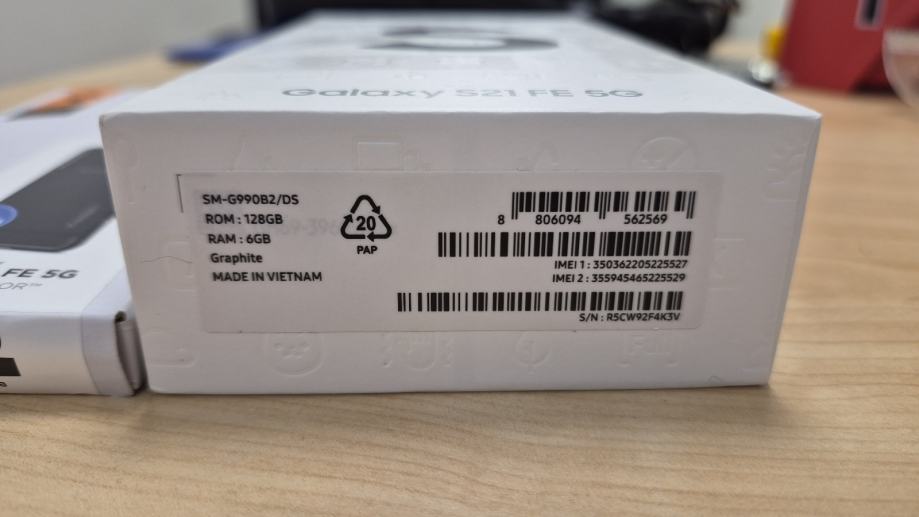 Galaxy S21 FE 5G
SM-G990B2/DS
ROM : 128GB
RAM : 6GB
Graphite
MADE IN VIETNAM
20
PAP
8 806094 562569
IMEI 1 : 350362205225527
IMEI 2 : 355945465225529
S/N : R5CW92F4K3V
FE 5G